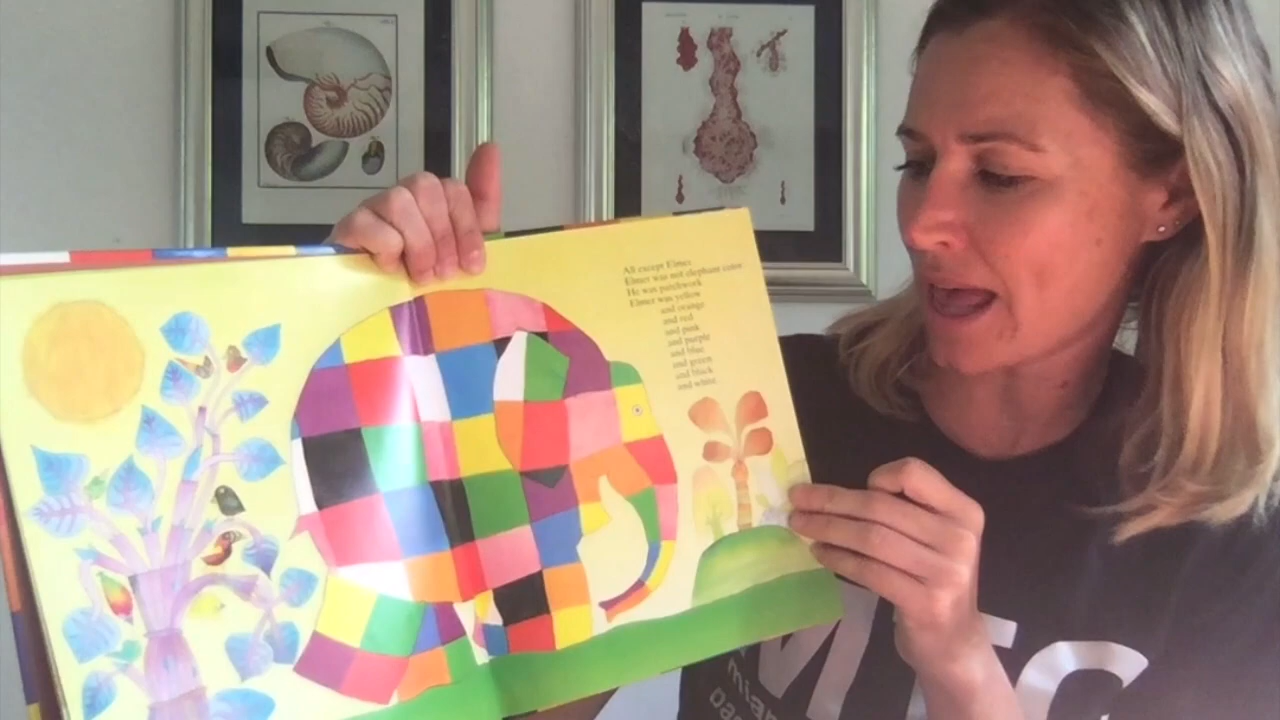 All except Elmer.
Elmer was not elephant color.
He was patchwork
Elmer was yellow
and orange
and red
and pink
and purple
and blue
and green
and black
and white.